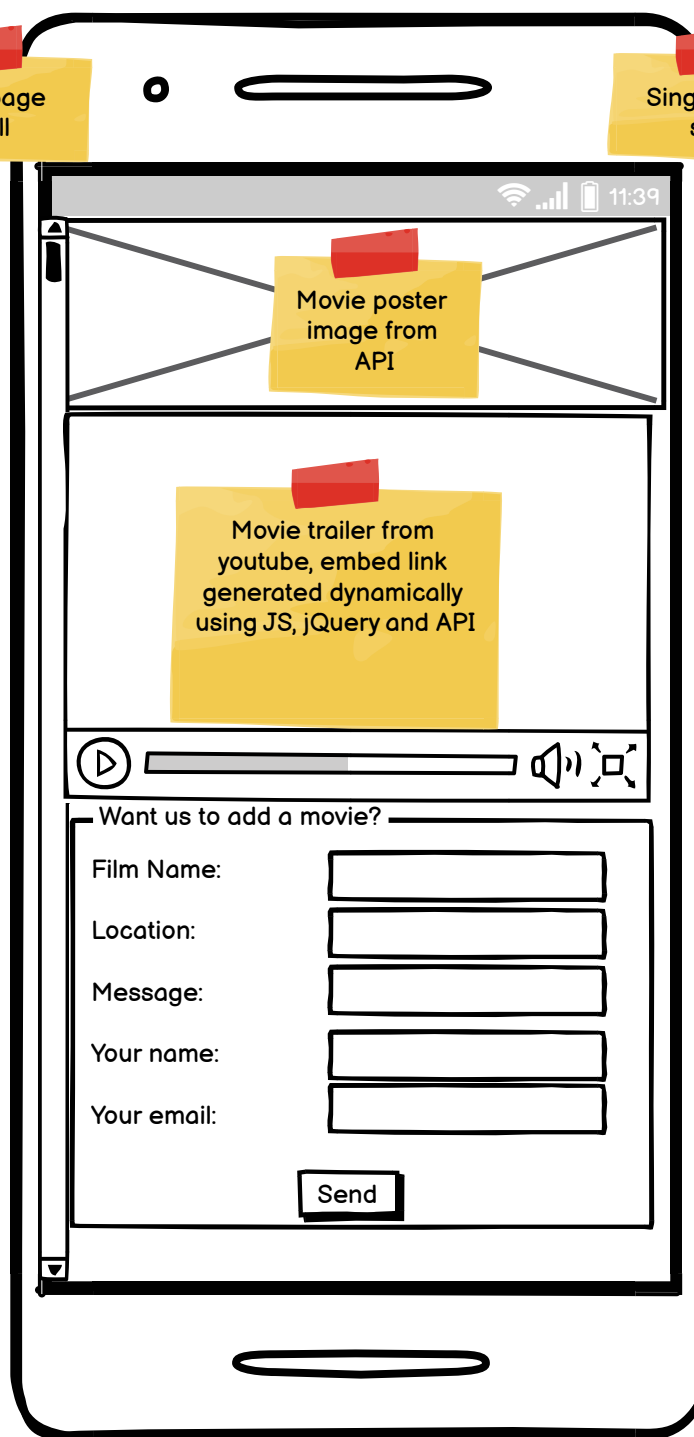 ll
Sing
s
11:39
Movie poster
image from
API
Movie trailer from
youtube, embed link
generated dynamically
using JS, jQuery and API
Want us to add a movie?
Film Name:
Location:
Message:
Your name:
Your email:
Send